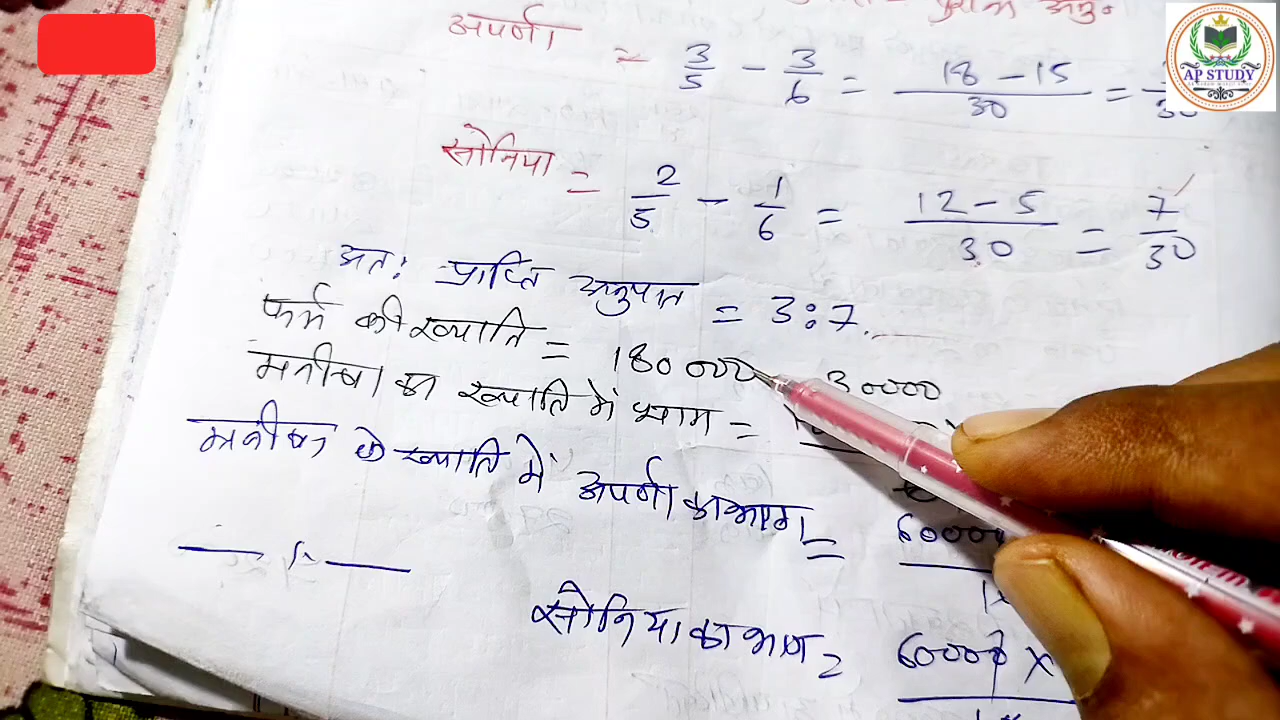 AP STUDY
अपर्णा = 3/5 - 3/6 = 18 - 15 / 30 =
सोनिया = 2/5 - 1/6 = 12 - 5 / 30 = 7/30
अतः प्राप्ति अनुपात = 3:7.
फर्म की ख्याति = 180000 30000
मनीषा का ख्याति में भाग =
मनीषा के ख्याति में अपर्णा का भाग = 60000
सोनिया का भाग = 60000 x